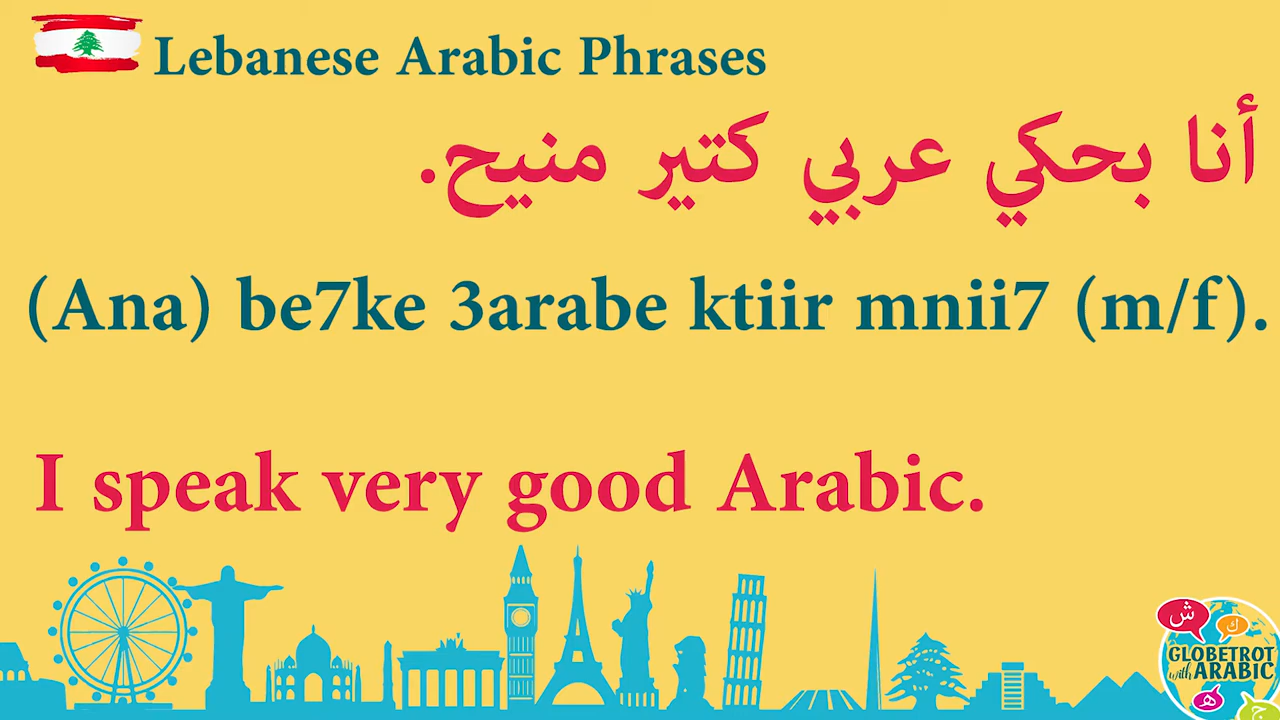 Lebanese Arabic Phrases
أنا بحكي عربي كتير منيح.
(Ana) be7ke 3arabe ktiir mnii7 (m/f).
I speak very good Arabic.
ش
ك
GLOBETROT
with ARABIC
ه
ح